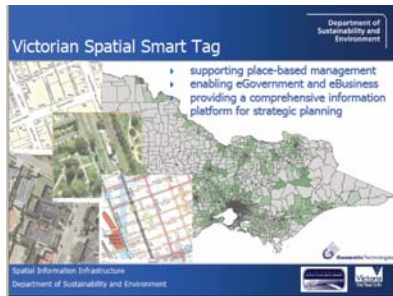 Department of
Sustainability and
Environment
Victorian Spatial Smart Tag
supporting place-based management
enabling eGovernment and eBusiness
providing a comprehensive information
platform for strategic planning
Geomatic Technologies
Spatial Information Infrastructure
Department of Sustainability and Environment
Victoria